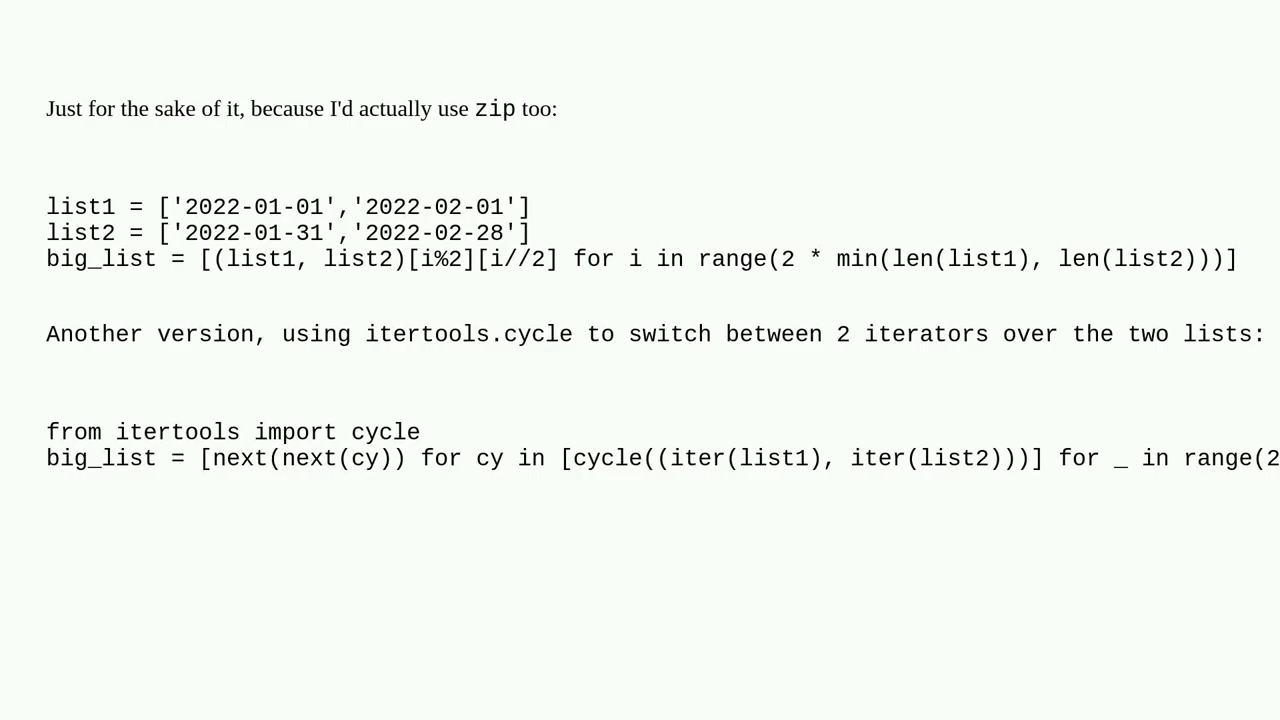 Just for the sake of it, because I'd actually use zip too:
list1 = ['2022-01-01','2022-02-01']
list2 = ['2022-01-31','2022-02-28']
big_list = [(list1, list2)[i%2][i//2] for i in range(2 * min(len(list1), len(list2)))]
Another version, using itertools.cycle to switch between 2 iterators over the two lists:
from itertools import cycle
big_list = [next(next(cy)) for cy in [cycle((iter(list1), iter(list2)))] for _ in range(2